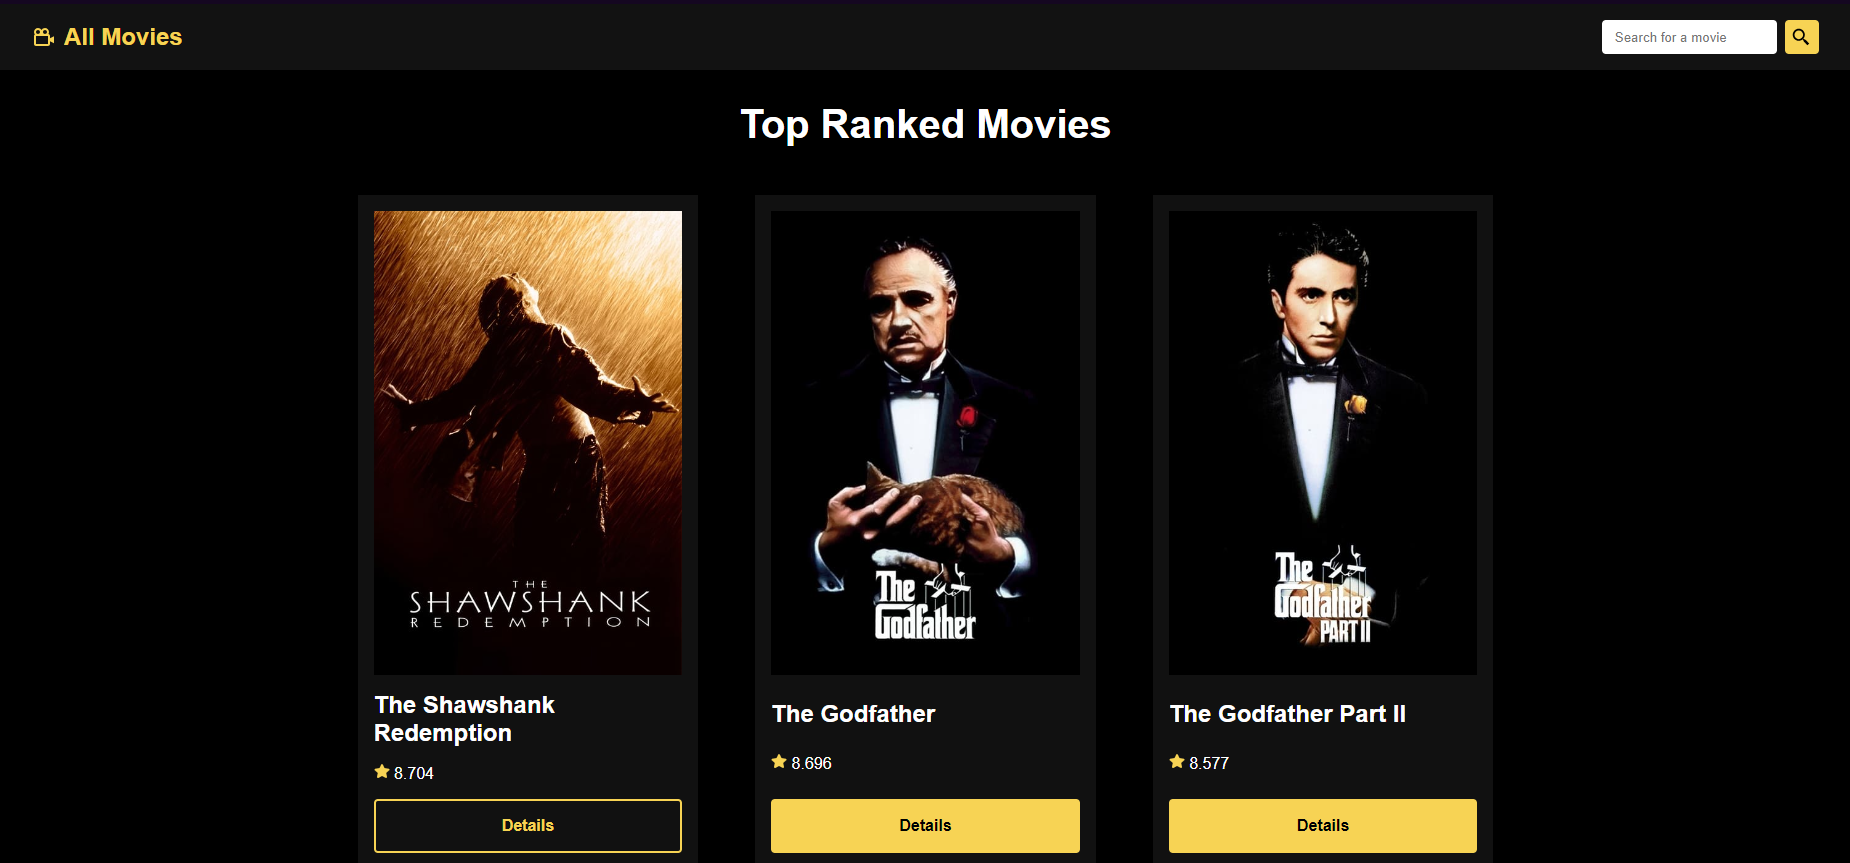 All Movies
Search for a movie
Top Ranked Movies
THE
SHAWSHANK
REDEMPTION
The
Godfather
The
Godfather
PART II
The Shawshank
Redemption
8.704
Details
The Godfather
8.696
Details
The Godfather Part II
8.577
Details